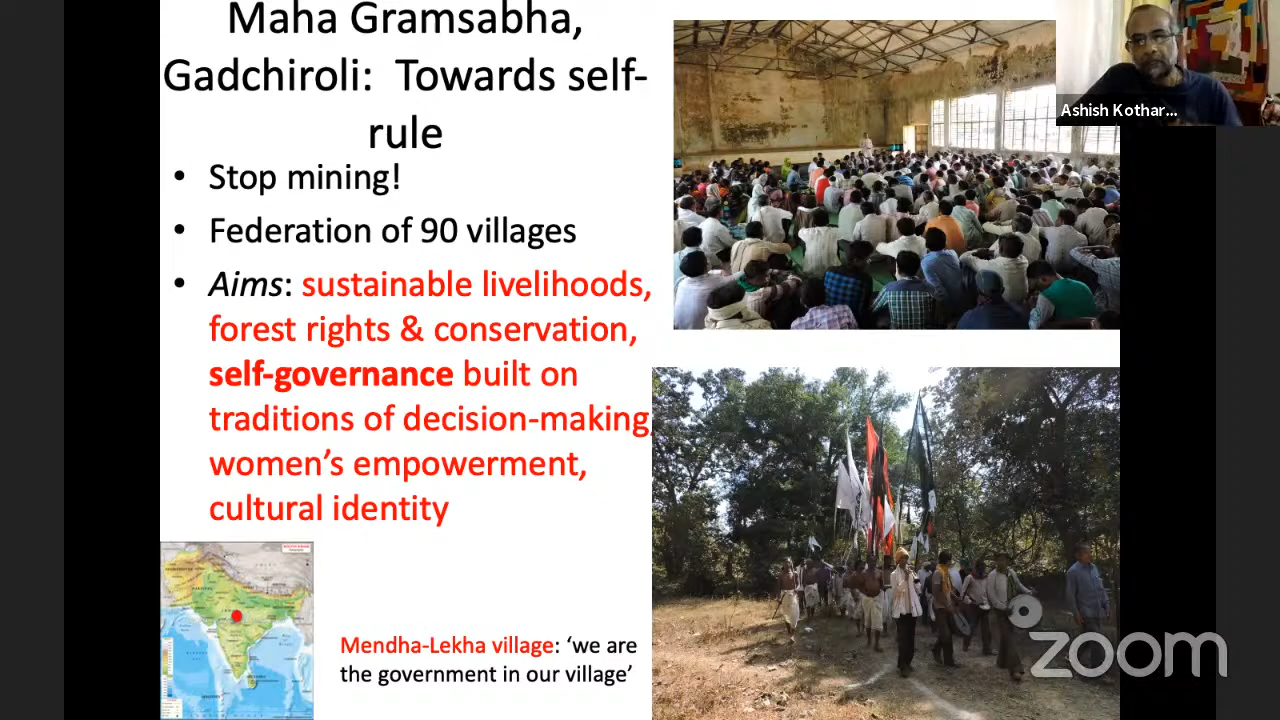 Maha Gramsabha,
Gadchiroli: Towards self-
rule
• Stop mining!
• Federation of 90 villages
• Aims: sustainable livelihoods,
forest rights & conservation,
self-governance built on
traditions of decision-making,
women’s empowerment,
cultural identity
Mendha-Lekha village: ‘we are
the government in our village’
Ashish Kothar...
zoom